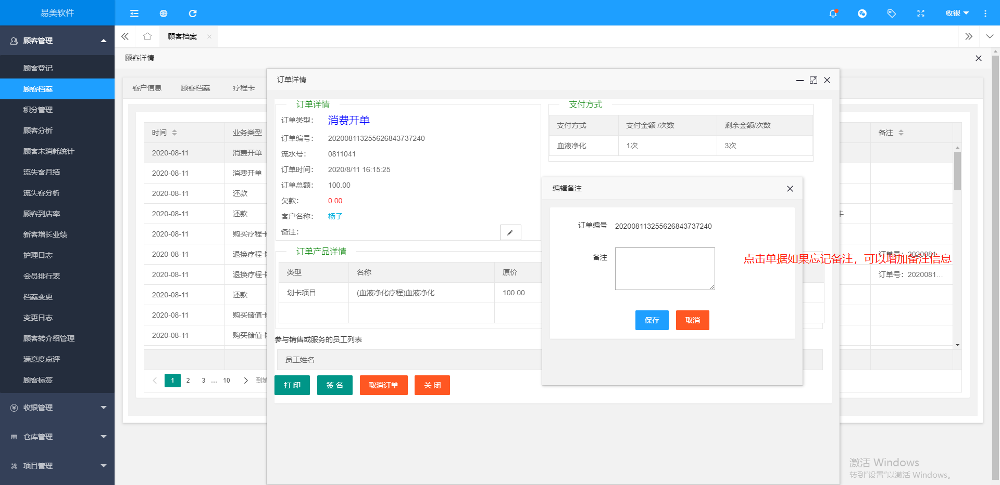 易美软件
收银
顾客管理
顾客档案
顾客登记
顾客档案
积分管理
顾客分析
顾客未消耗统计
流失客月结
流失客分析
顾客到店率
新客增长业绩
护理日志
会员排行表
档案变更
变更日志
顾客转介绍管理
满意度点评
顾客标签
收银管理
仓库管理
项目管理
顾客详情
客户信息 顾客档案 疗程卡
时间 业务类型 备注
2020-08-11 消费开单
2020-08-11 消费开单
2020-08-11 还款
2020-08-11 还款
2020-08-11 购买疗程卡
2020-08-11 退换疗程卡
2020-08-11 退换疗程卡 订单号：2020081...
2020-08-11 还款
2020-08-11 购买储值卡
2020-08-11 购买储值卡
1 2 3 ... 10 到第
订单详情
订单详情
订单类型： 消费开单
订单编号： 202008113255626843737240
流水号： 0811041
订单时间： 2020/8/11 16:15:25
订单总额： 100.00
欠款： 0.00
客户名称： 杨子
备注：
支付方式
支付方式 支付金额 /次数 剩余金额/次数
血液净化 1次 3次
订单产品详情
类型 名称 原价
划卡项目 (血液净化疗程)血液净化 100.00
参与销售或服务的员工列表
员工姓名
打 印 签 名 取消订单 关 闭
编辑备注
订单编号 202008113255626843737240
备注
保存 取消
点击单据如果忘记备注，可以增加备注信息
订单号：2020081...
激活 Windows
转到“设置”以激活 Windows。